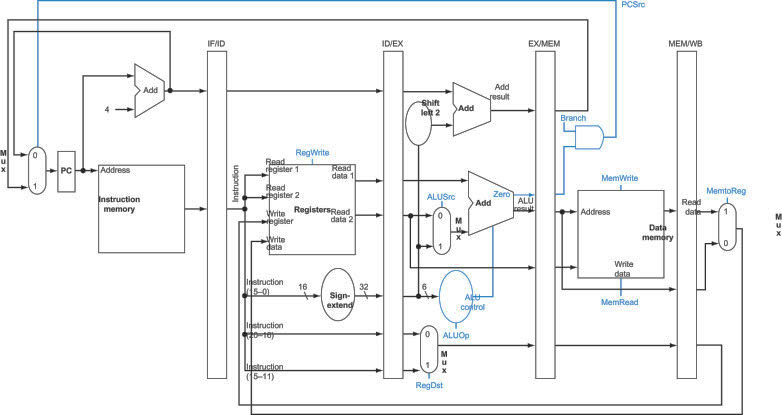 PCSrc
IF/ID
ID/EX
EX/MEM
MEM/WB
Add
4
M
u
x
0
1
PC
Address
Instruction
memory
Instruction
RegWrite
Read
register 1
Read
data 1
Read
register 2
Registers
Write
register
Read
data 2
Write
data
Instruction
(15–0)
16
Sign-
extend
32
Instruction
(20–16)
Instruction
(15–11)
Shift
left 2
Add
Add
result
ALUSrc
0
1
M
u
x
Add
Zero
ALU
result
6
ALU
control
ALUOp
0
1
M
u
x
RegDst
Branch
MemWrite
Address
Read
data
Data
memory
Write
data
MemRead
MemtoReg
1
0
M
u
x